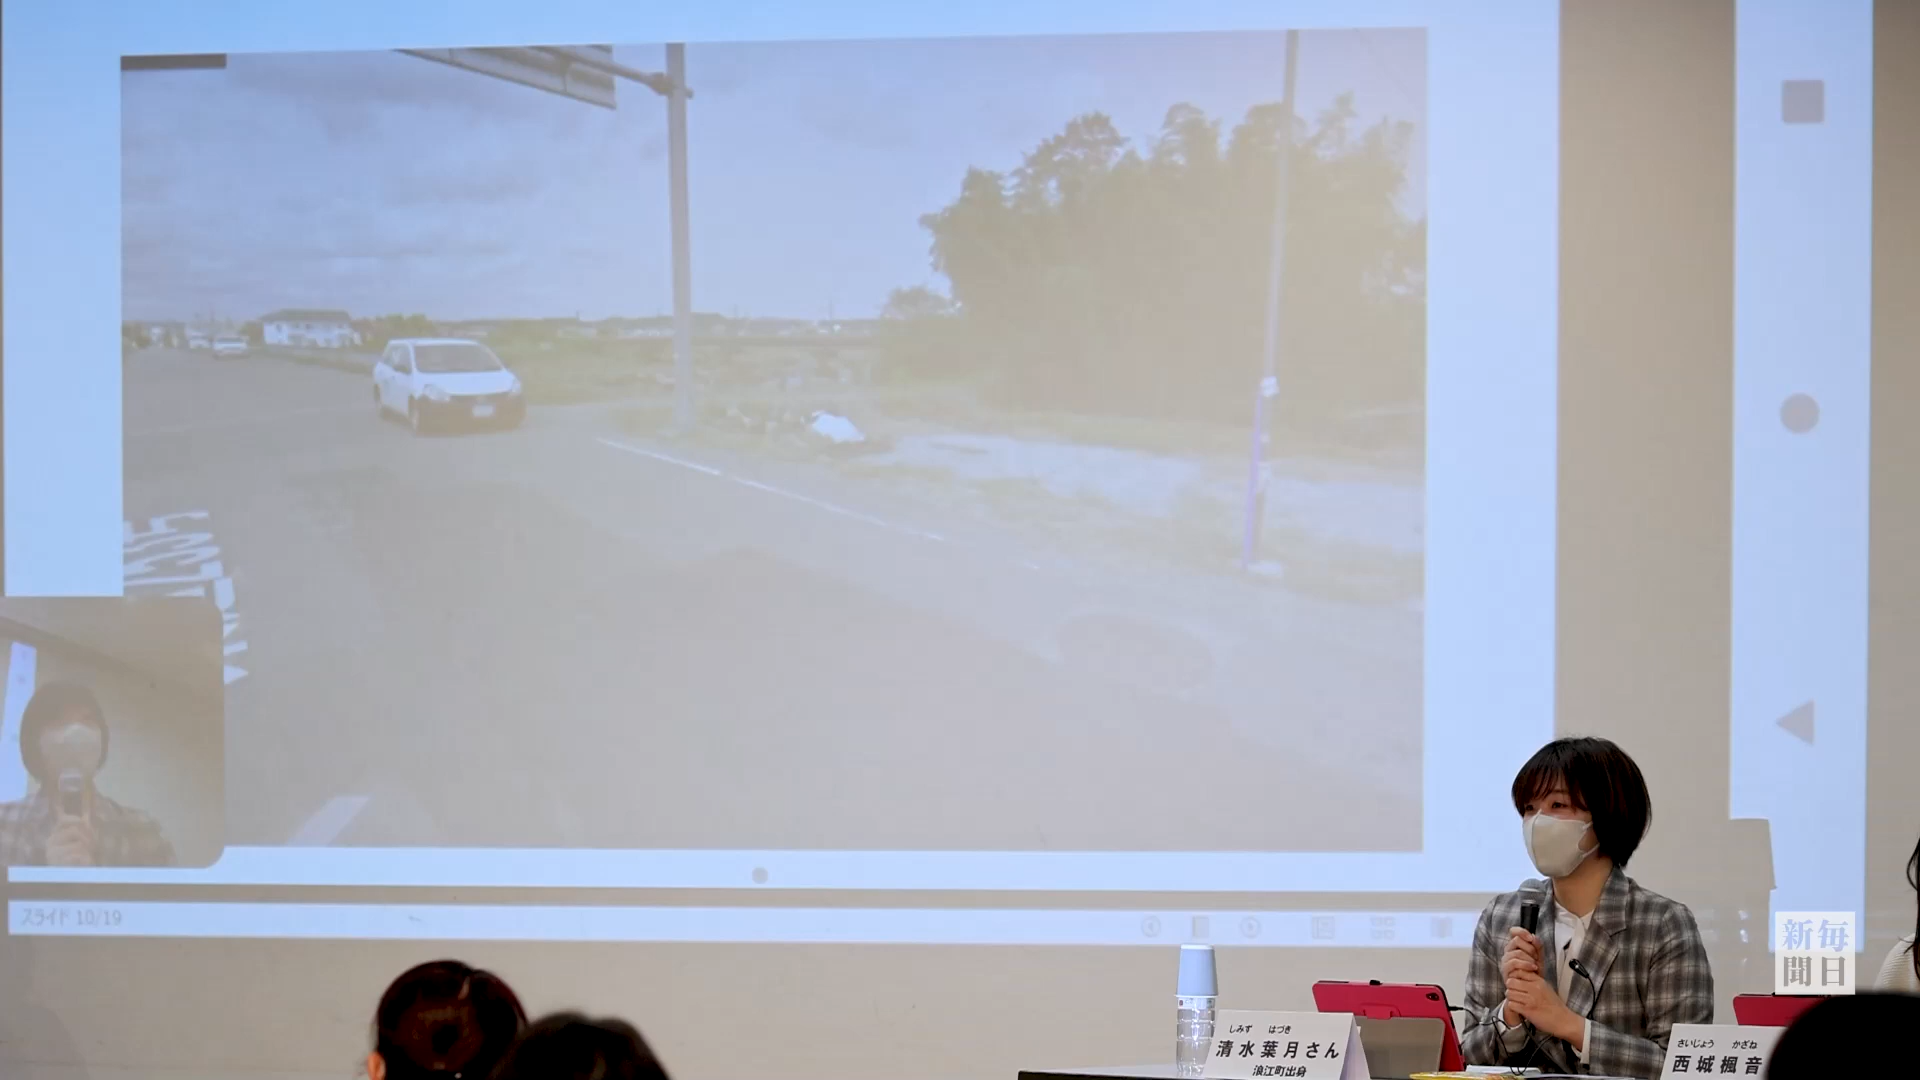 スライド 10/19
毎日
新聞
しみず はづき
清水葉月さん
浪江町出身
さいじょう かざね
西城楓音